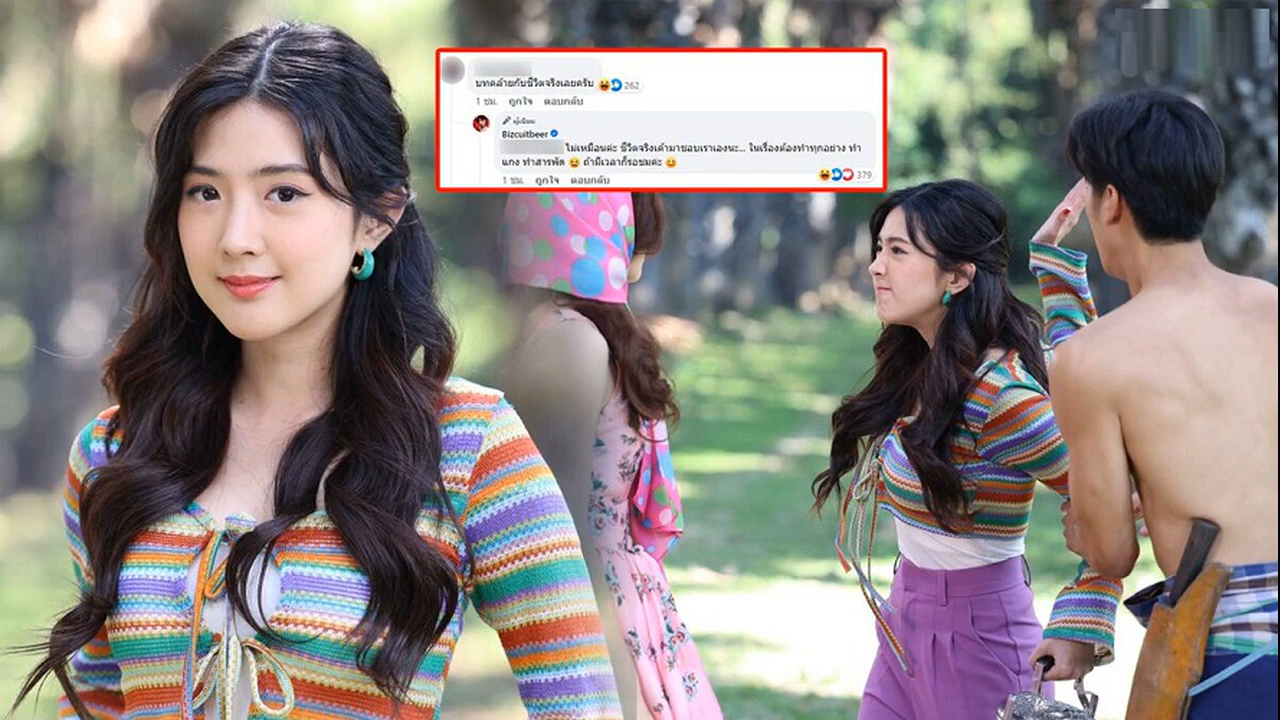 บทคล้ายกับชีวิตจริงเลยครับ 262
1 ชม. ถูกใจ ตอบกลับ
ผู้เขียน
Bizcuitbeer
ไม่เหมือนค่ะ ชีวิตจริงเค้ามาชอบเราเองนะ... ในเรื่องต้องทำทุกอย่าง ทำ
แกง ทำสารพัด 😆 ถ้ามีเวลาก็รอชมค่ะ 😊
379
1 ชม. ถูกใจ ตอบกลับ